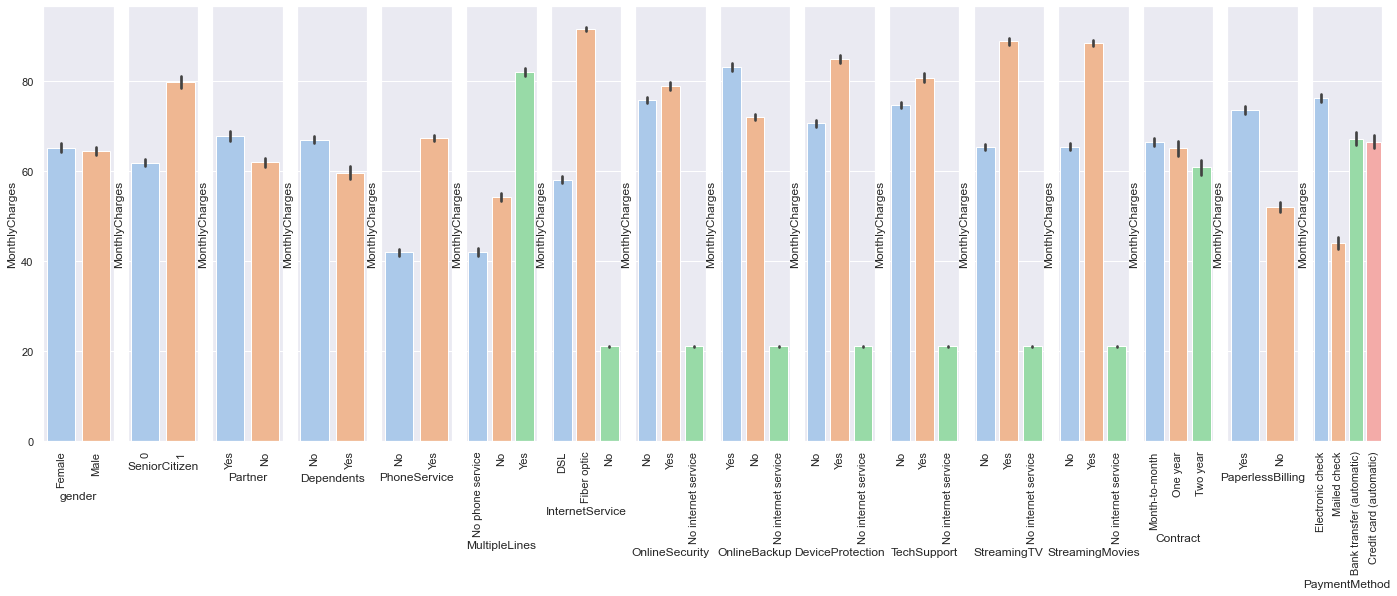 80
60
40
20
0
MonthlyCharges
Female
Male
gender
MonthlyCharges
0
1
SeniorCitizen
MonthlyCharges
Yes
No
Partner
MonthlyCharges
No
Yes
Dependents
MonthlyCharges
No
Yes
PhoneService
MonthlyCharges
No phone service
No
Yes
MultipleLines
MonthlyCharges
DSL
Fiber optic
No
InternetService
MonthlyCharges
No
Yes
No internet service
OnlineSecurity
MonthlyCharges
Yes
No
No internet service
OnlineBackup
MonthlyCharges
No
Yes
No internet service
DeviceProtection
MonthlyCharges
No
Yes
No internet service
TechSupport
MonthlyCharges
No
Yes
No internet service
StreamingTV
MonthlyCharges
No
Yes
No internet service
StreamingMovies
MonthlyCharges
Month-to-month
One year
Two year
Contract
MonthlyCharges
Yes
No
PaperlessBilling
MonthlyCharges
Electronic check
Mailed check
Bank transfer (automatic)
Credit card (automatic)
PaymentMethod